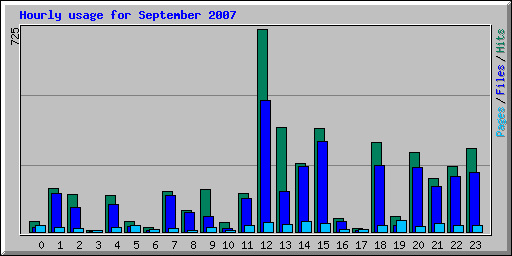 Hourly usage for September 2007
725
Pages / Files / Hits
0 1 2 3 4 5 6 7 8 9 10 11 12 13 14 15 16 17 18 19 20 21 22 23